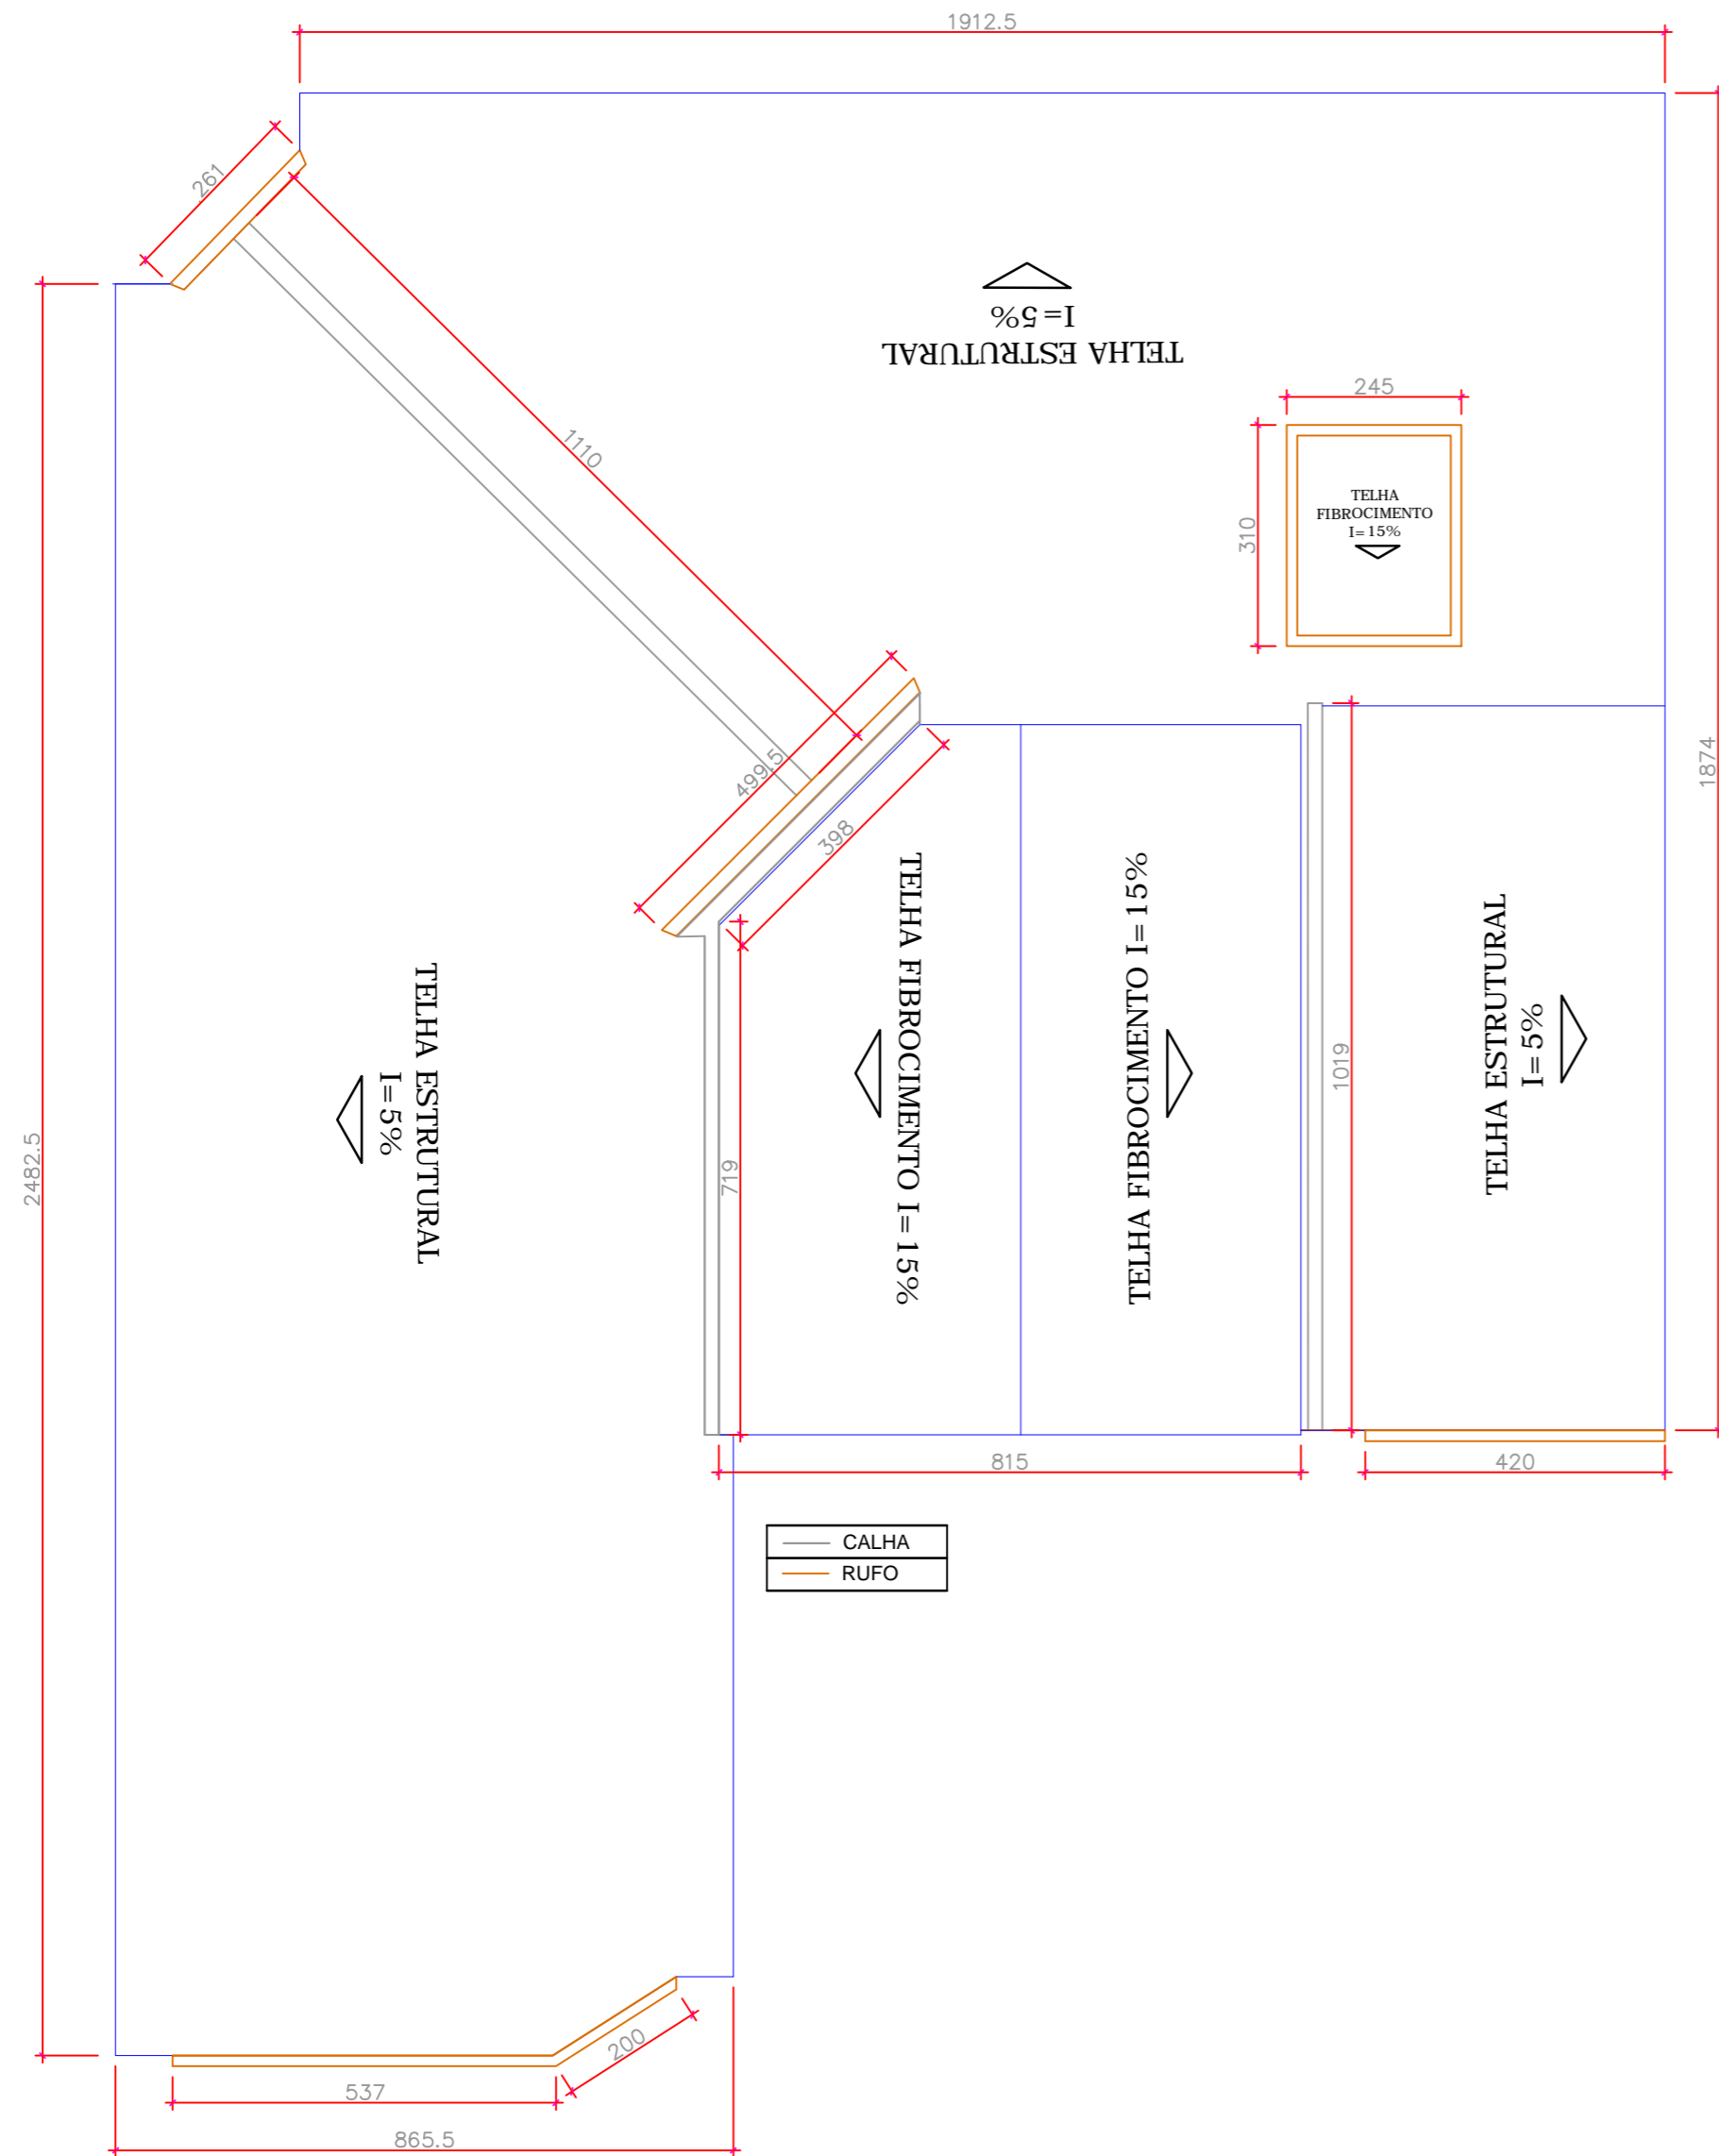 1912.5
261
I=5%
TELHA ESTRUTURAL
245
1110
TELHA
FIBROCIMENTO
I=15%
310
499.5
1874
398
TELHA FIBROCIMENTO I=15%
TELHA FIBROCIMENTO I=15%
TELHA ESTRUTURAL
I=5%
1019
TELHA ESTRUTURAL
I=5%
2482.5
719
815
420
CALHA
RUFO
200
537
865.5